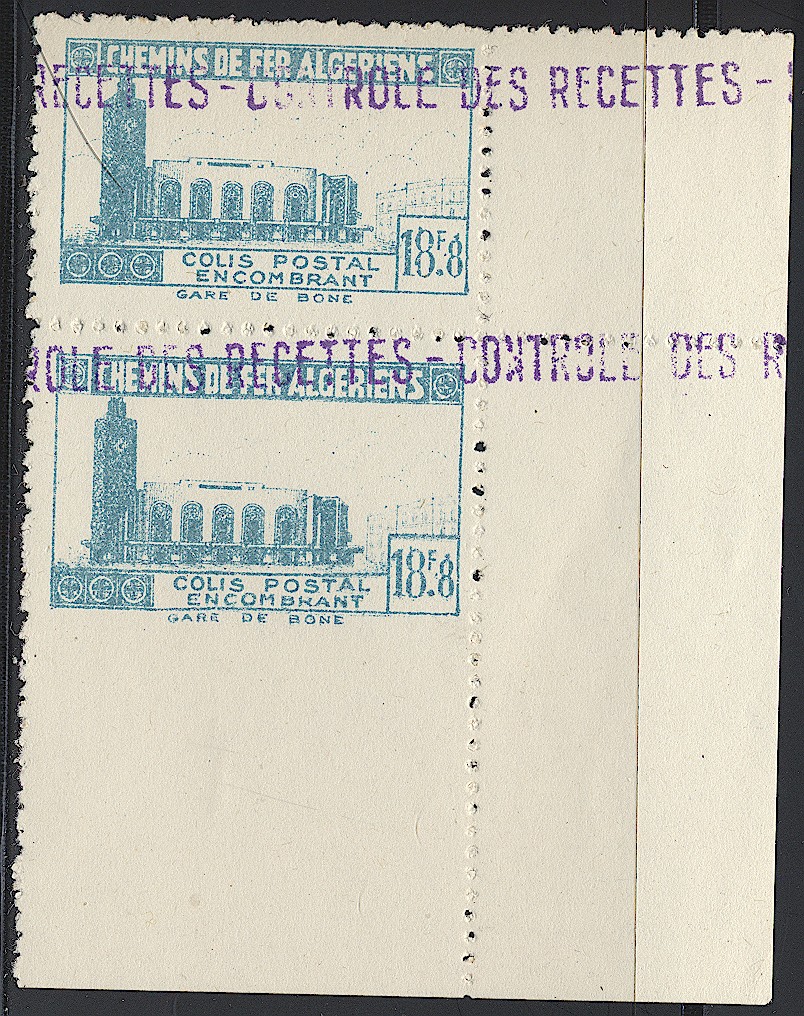 CHEMINS DE FER ALGERIENS
RECETTES - CONTROLE DES RECETTES -
18F.8
COLIS POSTAL
ENCOMBRANT
GARE DE BONE
ROLE DES RECETTES - CONTROLE DES R
CHEMINS DE FER ALGERIENS
18F.8
COLIS POSTAL
ENCOMBRANT
GARE DE BONE